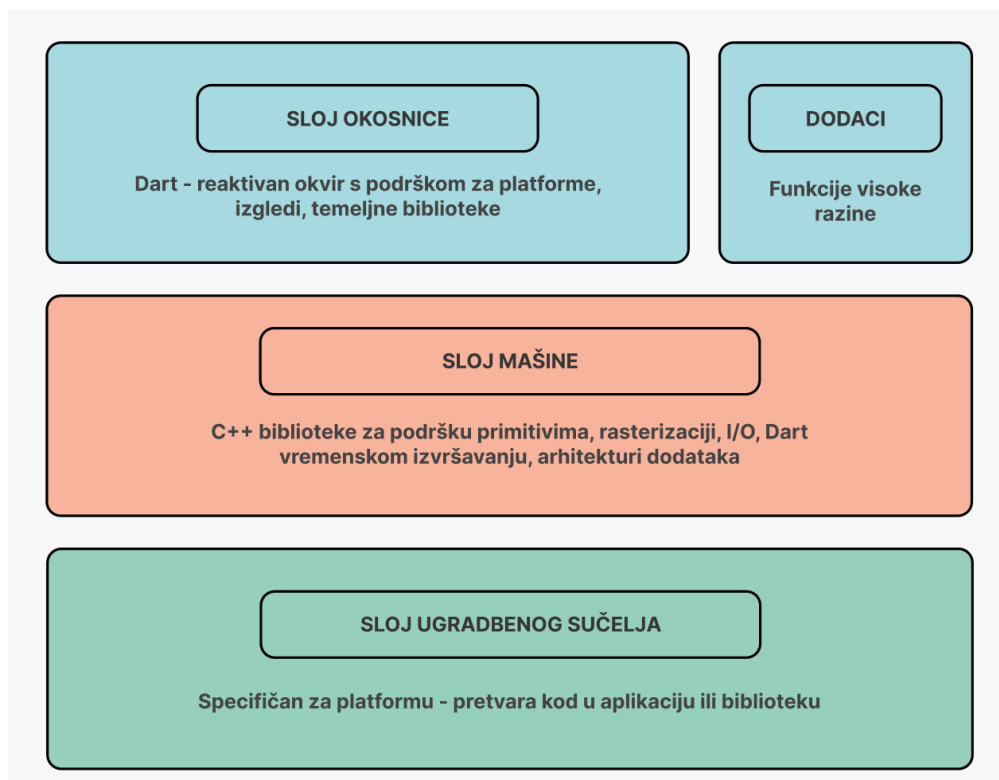 SLOJ OKOSNICE
Dart - reaktivan okvir s podrškom za platforme,
izgledi, temeljne biblioteke
DODACI
Funkcije visoke
razine
SLOJ MAŠINE
C++ biblioteke za podršku primitivima, rasterizaciji, I/O, Dart
vremenskom izvršavanju, arhitekturi dodataka
SLOJ UGRADBENOG SUČELJA
Specifičan za platformu - pretvara kod u aplikaciju ili biblioteku